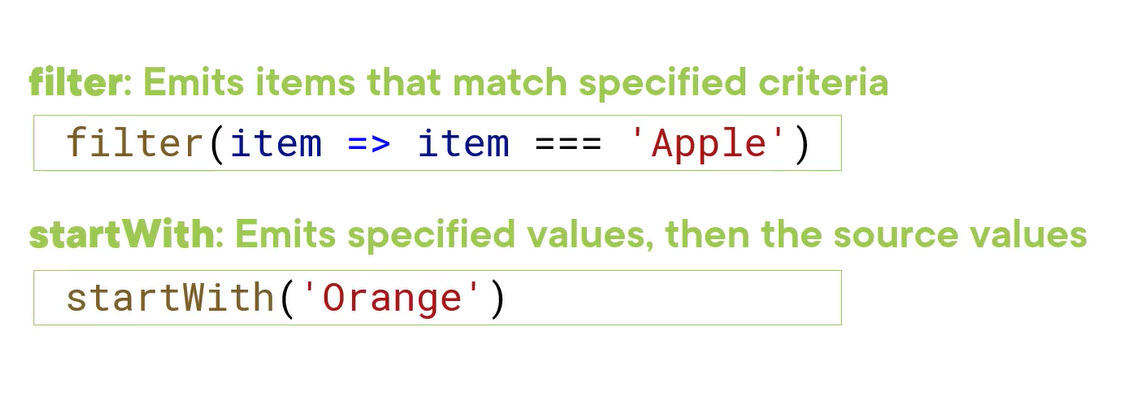 filter: Emits items that match specified criteria
filter(item => item === 'Apple')
startWith: Emits specified values, then the source values
startWith('Orange')